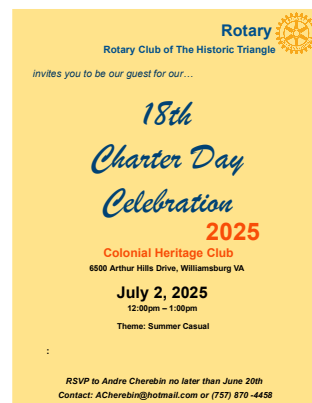 Rotary
Rotary Club of The Historic Triangle
invites you to be our guest for our…
18th
Charter Day
Celebration
2025
Colonial Heritage Club
6500 Arthur Hills Drive, Williamsburg VA
July 2, 2025
12:00pm – 1:00pm
Theme: Summer Casual
:
RSVP to Andre Cherebin no later than June 20th
Contact: ACherebin@hotmail.com or (757) 870 -4458